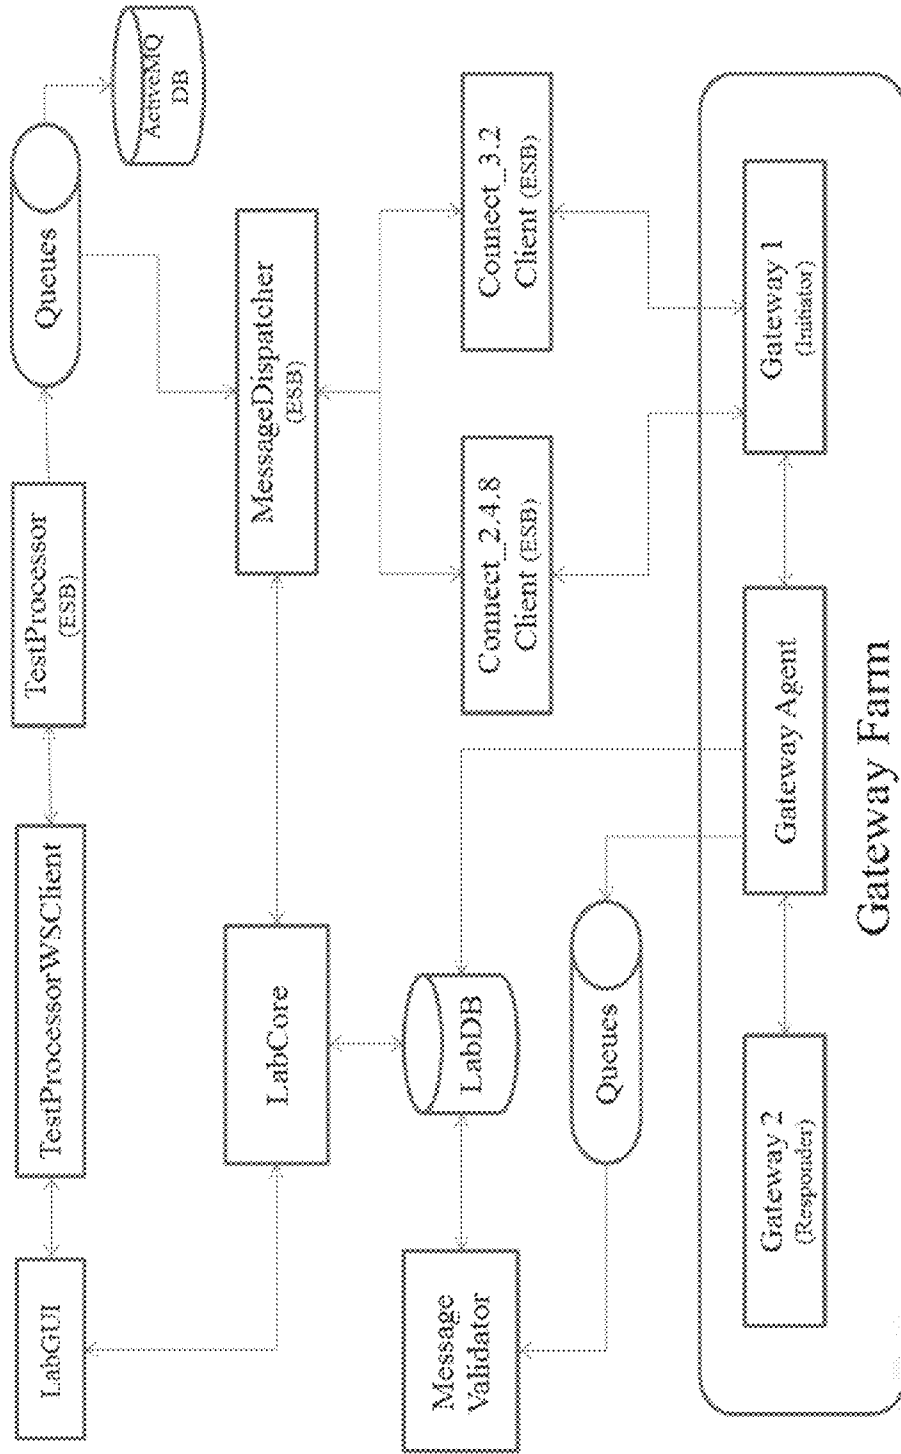 LabGUI
TestProcessorWSClient
TestProcessor
(ESB)
Queues
ActiveMQ
DB
LabCore
MessageDispatcher
(ESB)
Message
Validator
LabDB
Connect_2.4.8
Client (ESB)
Connect_3.2
Client (ESB)
Queues
Gateway 2
(Responder)
Gateway Agent
Gateway 1
(Initiator)
Gateway Farm